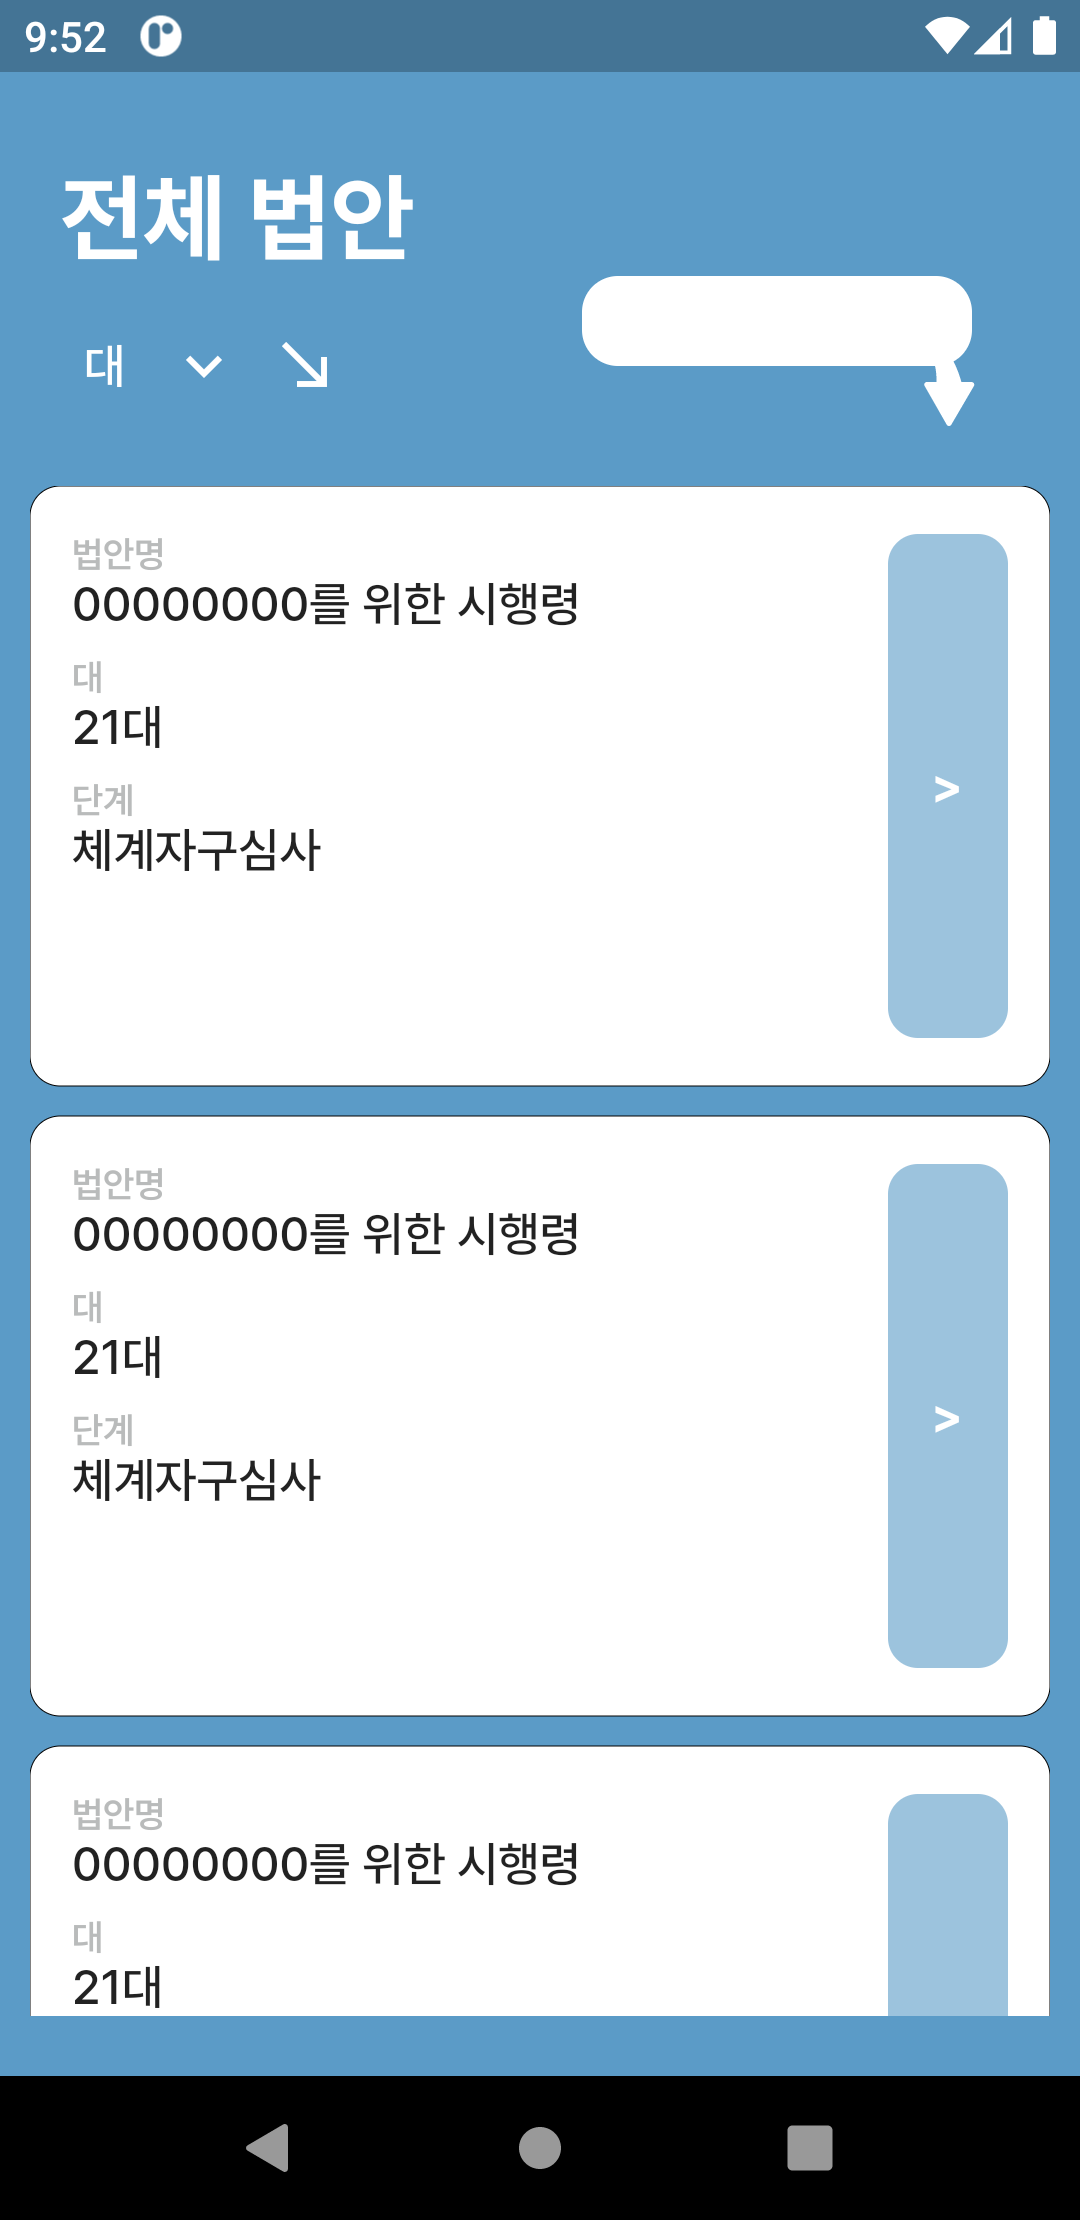 9:52
전체 법안
대
법안명
00000000를 위한 시행령
대
21대
단계
체계자구심사
>
법안명
00000000를 위한 시행령
대
21대
단계
체계자구심사
>
법안명
00000000를 위한 시행령
대
21대